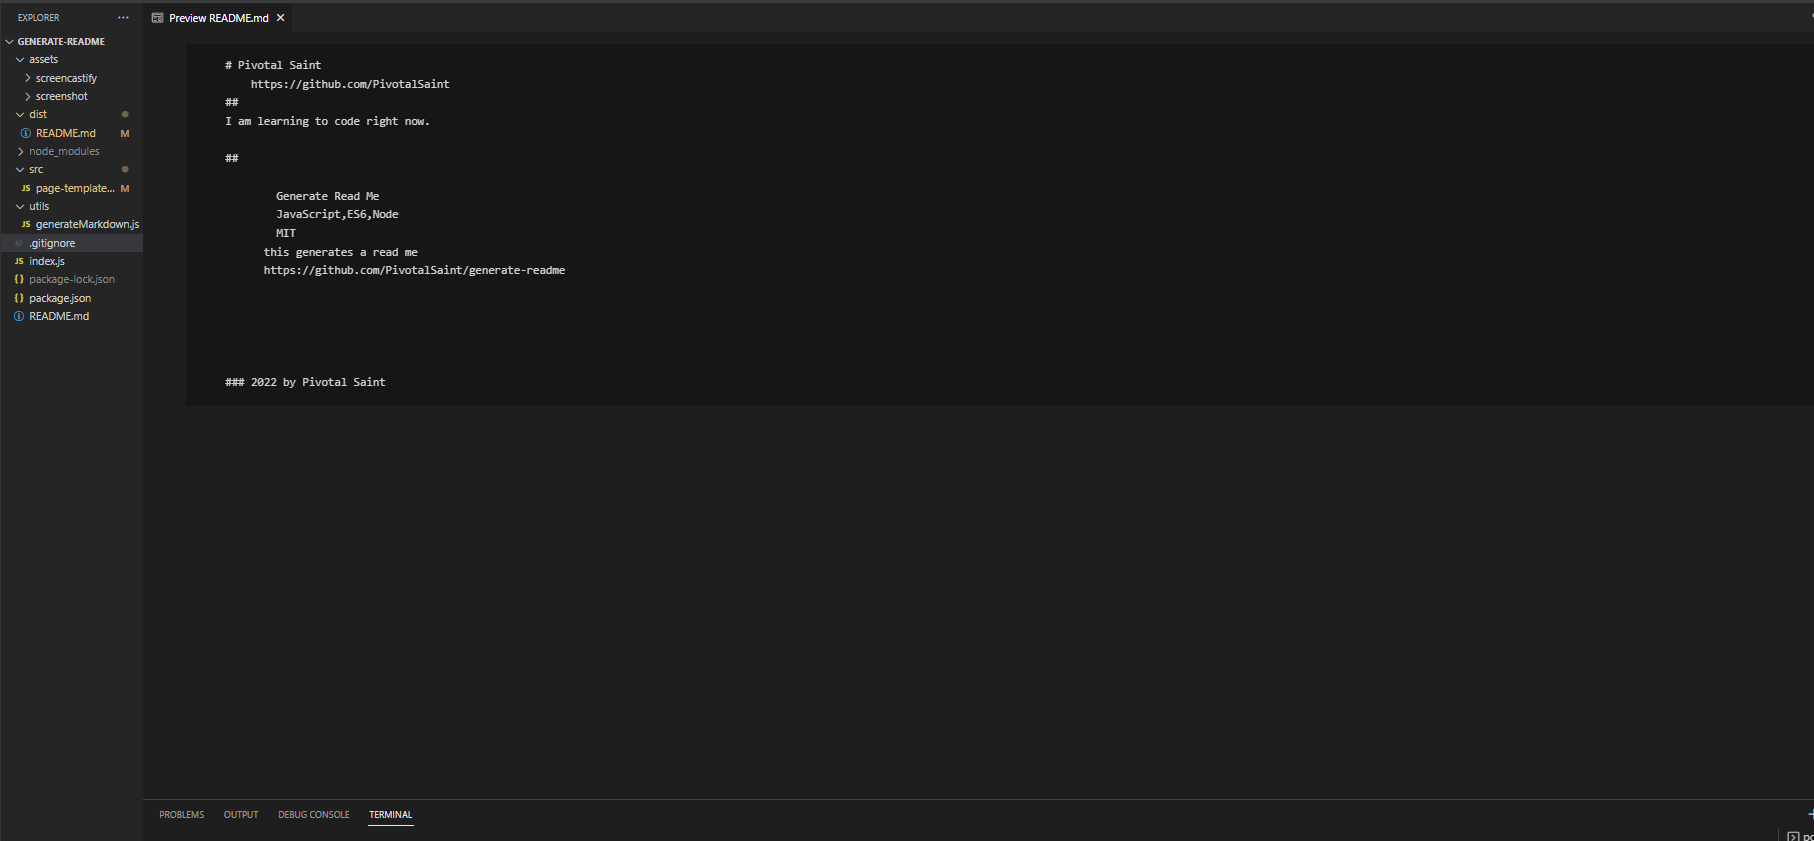 EXPLORER
GENERATE-README
assets
screencastify
screenshot
dist
README.md M
node_modules
src
JS page-template... M
utils
JS generateMarkdown.js
.gitignore
JS index.js
{} package-lock.json
{} package.json
README.md
Preview README.md
# Pivotal Saint
https://github.com/PivotalSaint
##
I am learning to code right now.
##
Generate Read Me
JavaScript,ES6,Node
MIT
this generates a read me
https://github.com/PivotalSaint/generate-readme
### 2022 by Pivotal Saint
PROBLEMS OUTPUT DEBUG CONSOLE TERMINAL